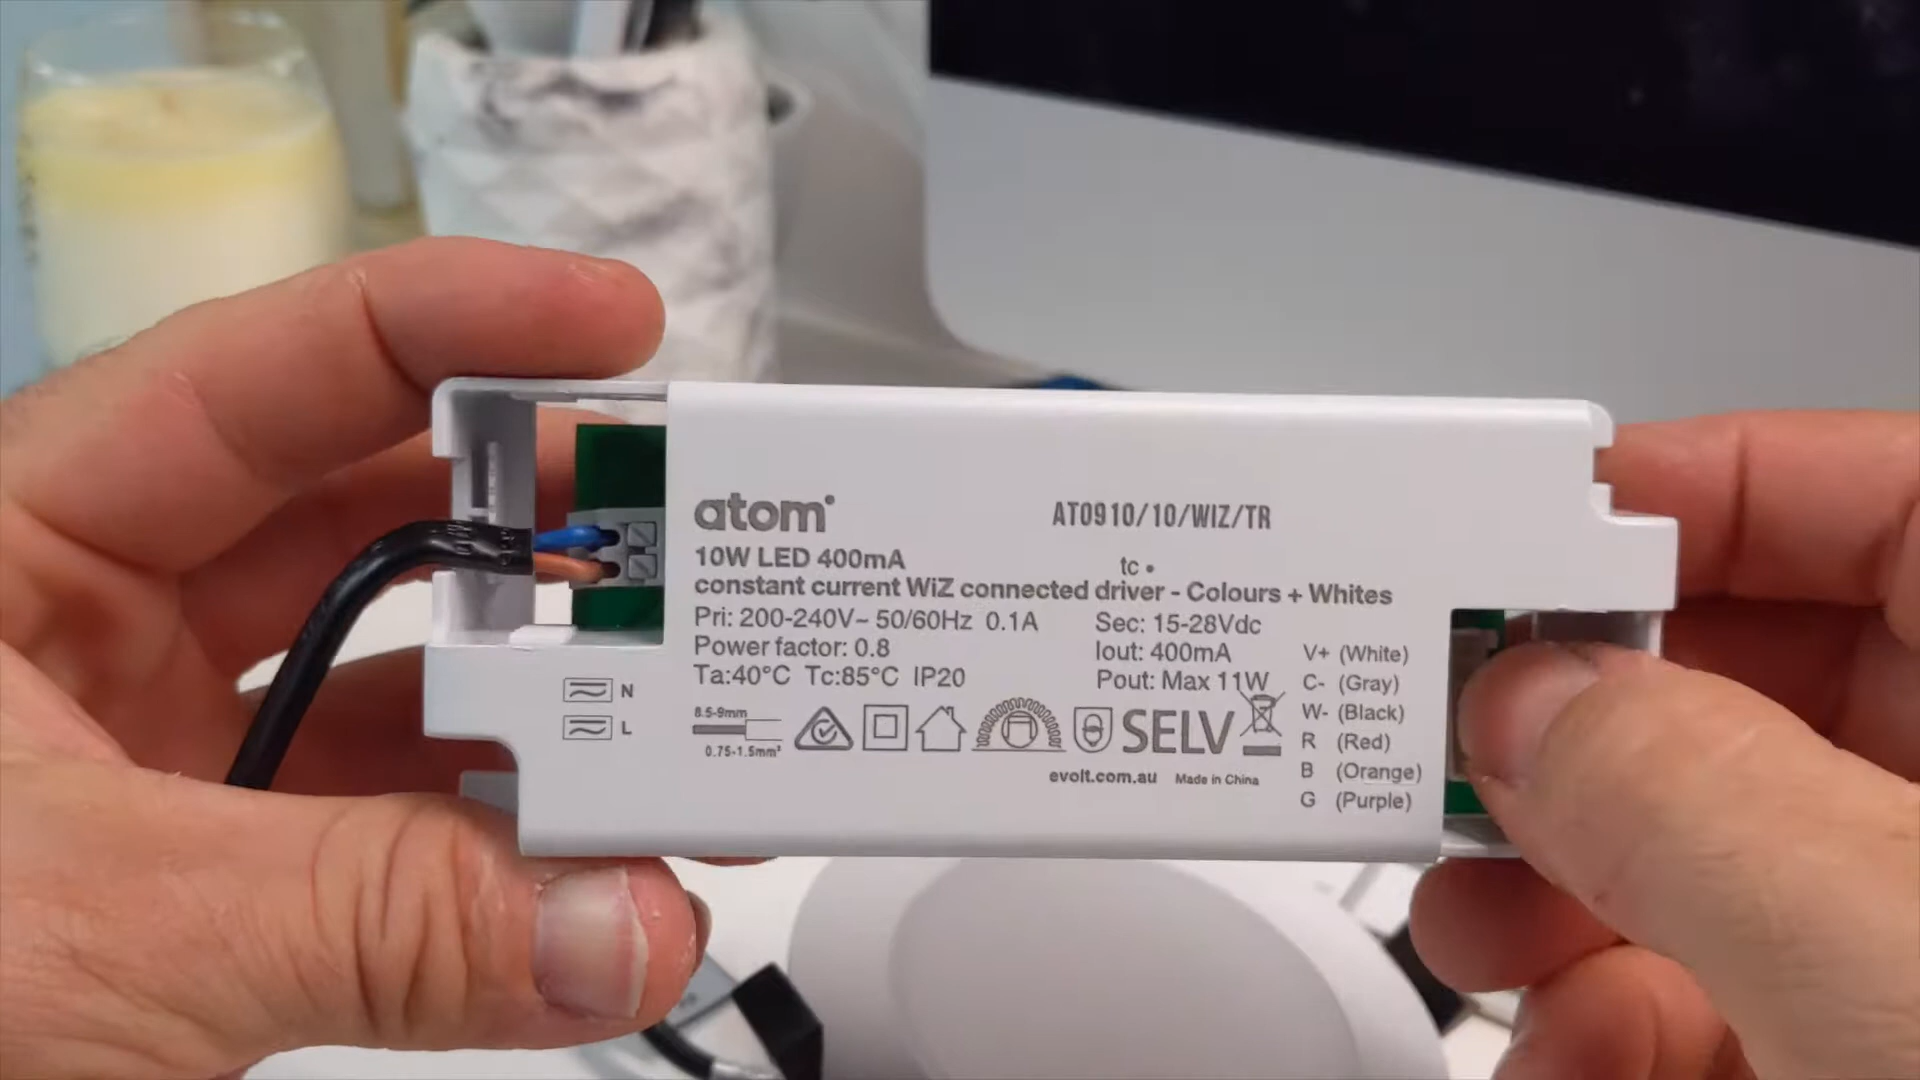 atom
AT0910/10/WIZ/TR
10W LED 400mA
tc •
constant current WiZ connected driver - Colours + Whites
Pri: 200-240V~ 50/60Hz 0.1A
Power factor: 0.8
Ta:40°C Tc:85°C IP20
Sec: 15-28Vdc
Iout: 400mA
Pout: Max 11W
V+ (White)
C- (Gray)
W- (Black)
R (Red)
B (Orange)
G (Purple)
N
L
8.5-9mm
0.75-1.5mm²
SELV
evolt.com.au Made in China